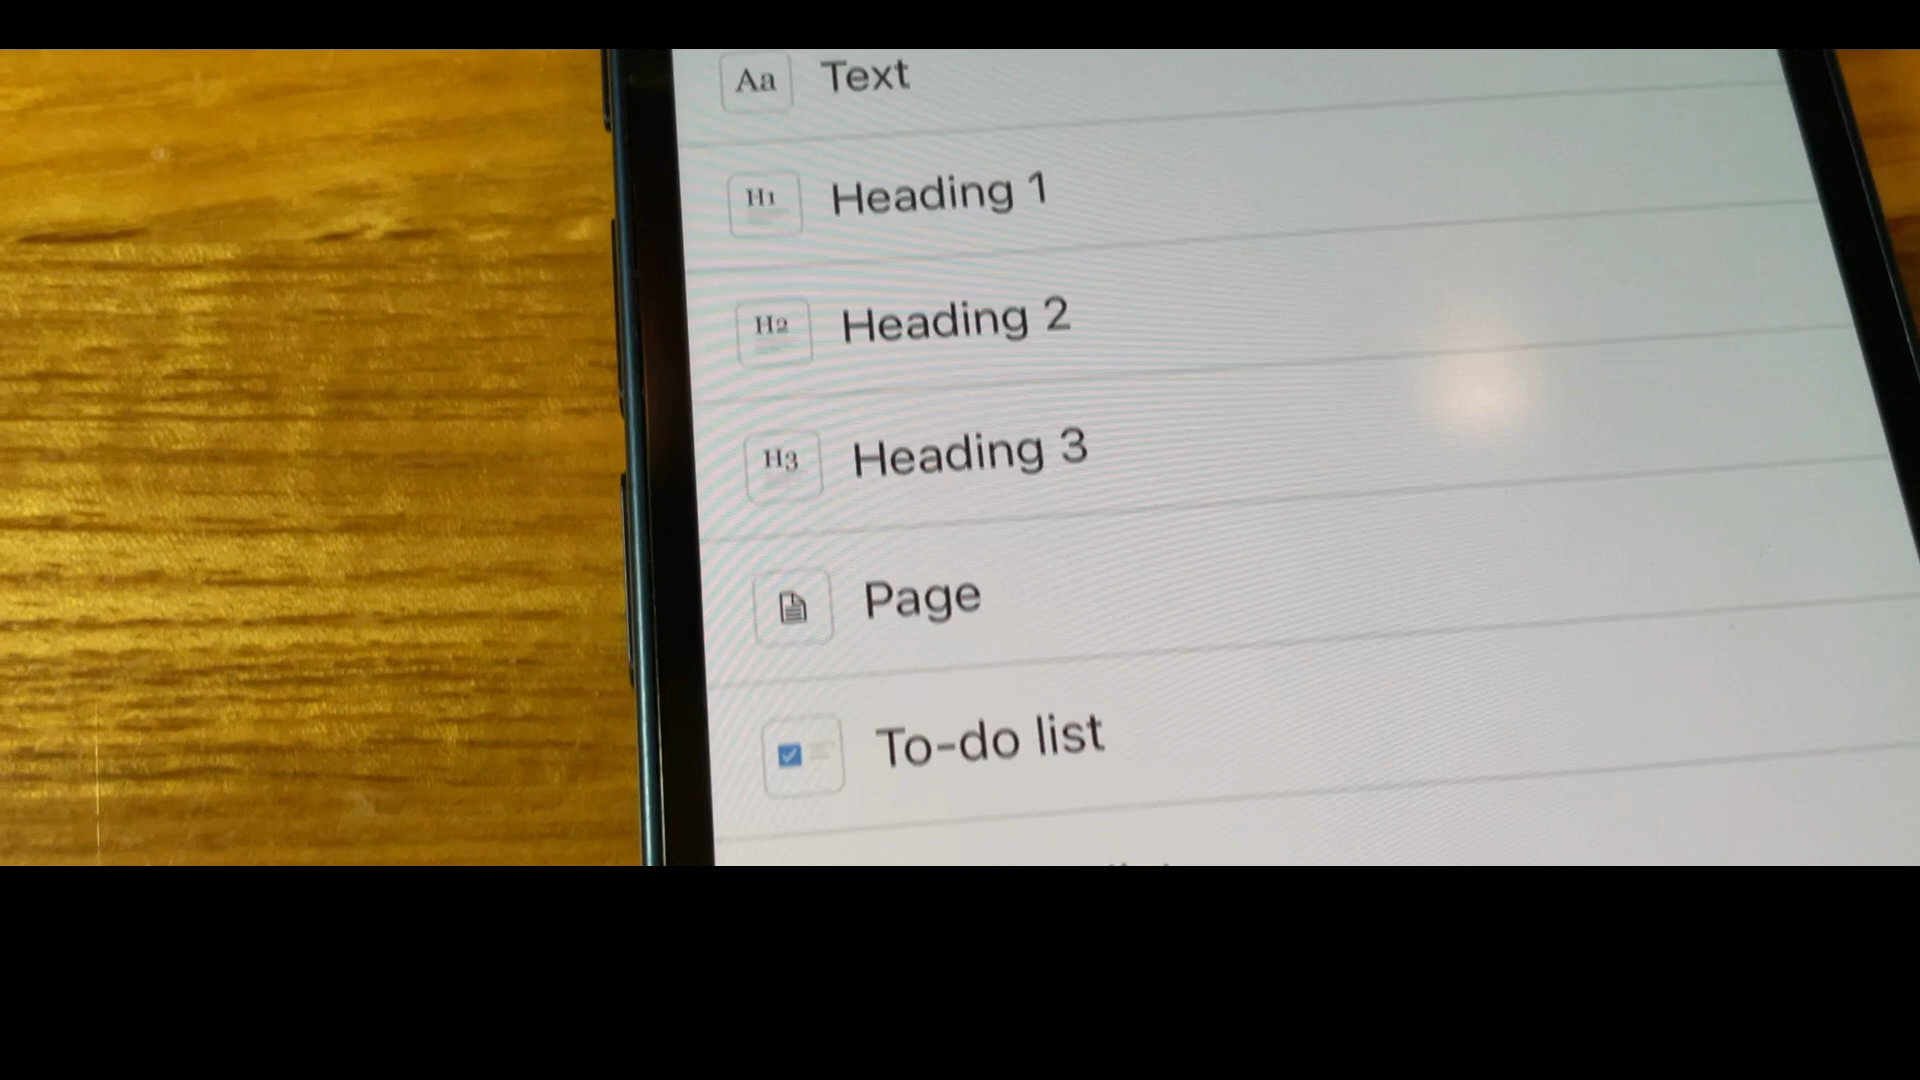 Aa Text
H1 Heading 1
H2 Heading 2
H3 Heading 3
Page
To-do list